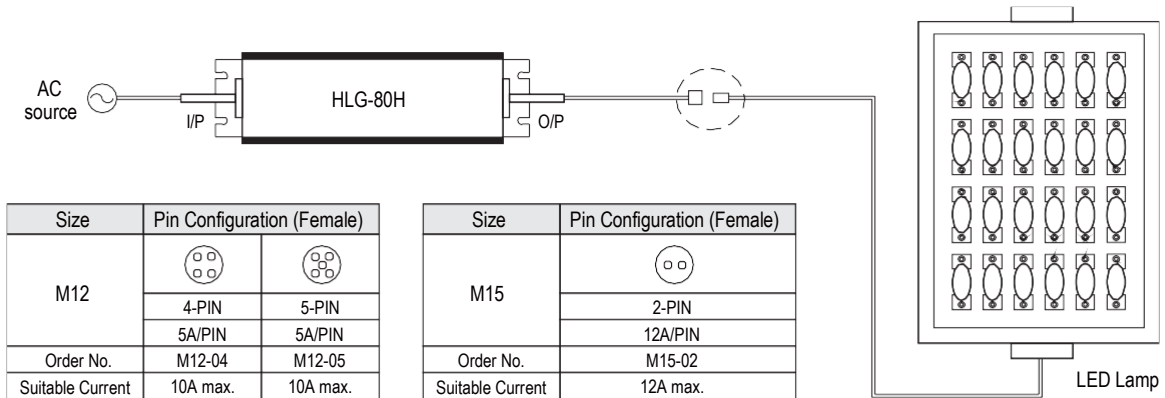 AC
source
I/P
HLG-80H
O/P
Size Pin Configuration (Female)
M12
4-PIN 5-PIN
5A/PIN 5A/PIN
Order No. M12-04 M12-05
Suitable Current 10A max. 10A max.
Size Pin Configuration (Female)
M15
2-PIN
12A/PIN
Order No. M15-02
Suitable Current 12A max.
LED Lamp